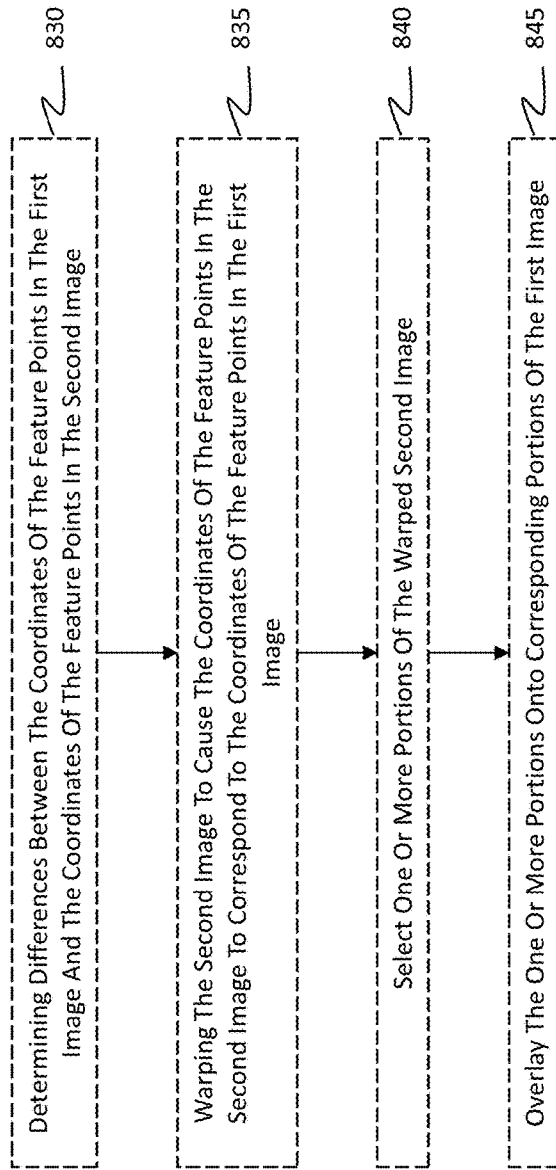 Determining Differences Between The Coordinates Of The Feature Points In The First
Image And The Coordinates Of The Feature Points In The Second Image
830
Warping The Second Image To Cause The Coordinates Of The Feature Points In The
Second Image To Correspond To The Coordinates Of The Feature Points In The First
Image
835
Select One Or More Portions Of The Warped Second Image
840
Overlay The One Or More Portions Onto Corresponding Portions Of The First Image
845